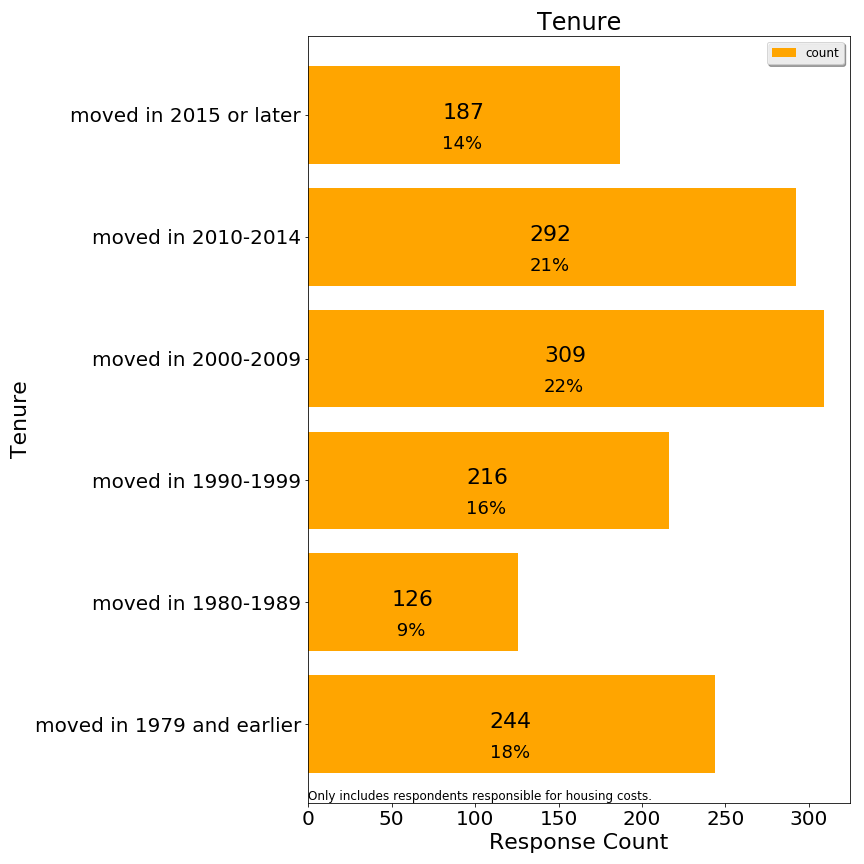 Tenure
count
moved in 2015 or later
187
14%
moved in 2010-2014
292
21%
moved in 2000-2009
309
22%
Tenure
moved in 1990-1999
216
16%
moved in 1980-1989
126
9%
moved in 1979 and earlier
244
18%
Only includes respondents responsible for housing costs.
0 50 100 150 200 250 300
Response Count